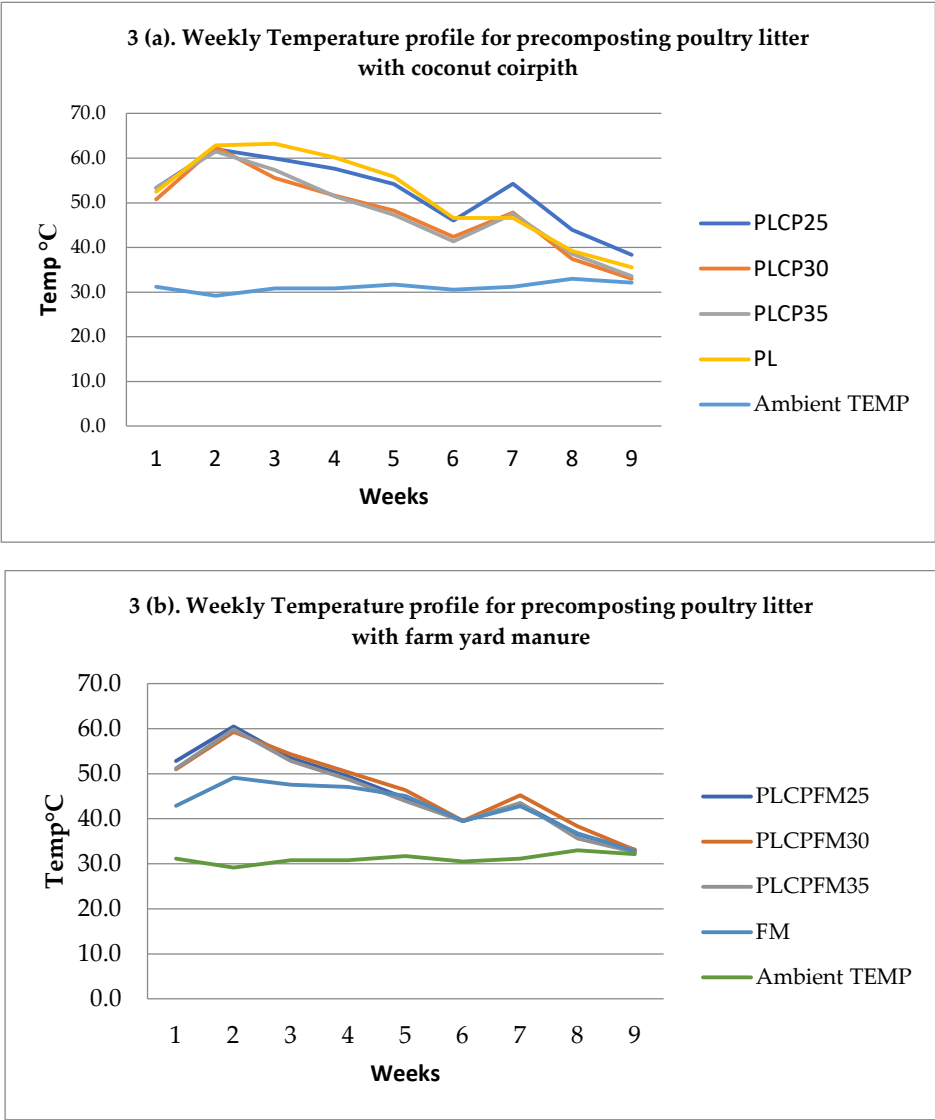 3 (a). Weekly Temperature profile for precomposting poultry litter
with coconut coirpith
70.0
60.0
50.0
40.0
30.0
20.0
10.0
0.0
Temp °C
1 2 3 4 5 6 7 8 9
Weeks
PLCP25
PLCP30
PLCP35
PL
Ambient TEMP
3 (b). Weekly Temperature profile for precomposting poultry litter
with farm yard manure
70.0
60.0
50.0
40.0
30.0
20.0
10.0
0.0
Temp°C
1 2 3 4 5 6 7 8 9
Weeks
PLCPFM25
PLCPFM30
PLCPFM35
FM
Ambient TEMP